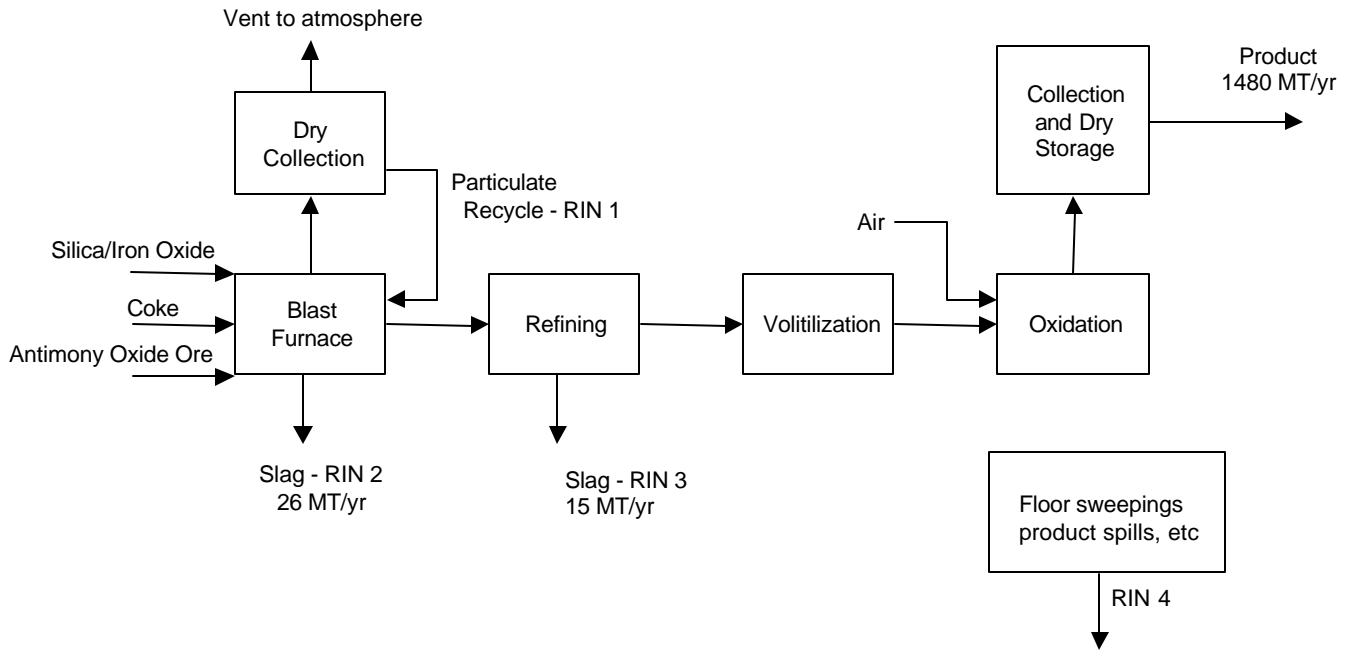 Vent to atmosphere
Product
1480 MT/yr
Dry
Collection
Collection
and Dry
Storage
Particulate
Recycle - RIN 1
Air
Silica/Iron Oxide
Coke
Antimony Oxide Ore
Blast
Furnace
Refining
Volitilization
Oxidation
Slag - RIN 2
26 MT/yr
Slag - RIN 3
15 MT/yr
Floor sweepings
product spills, etc
RIN 4